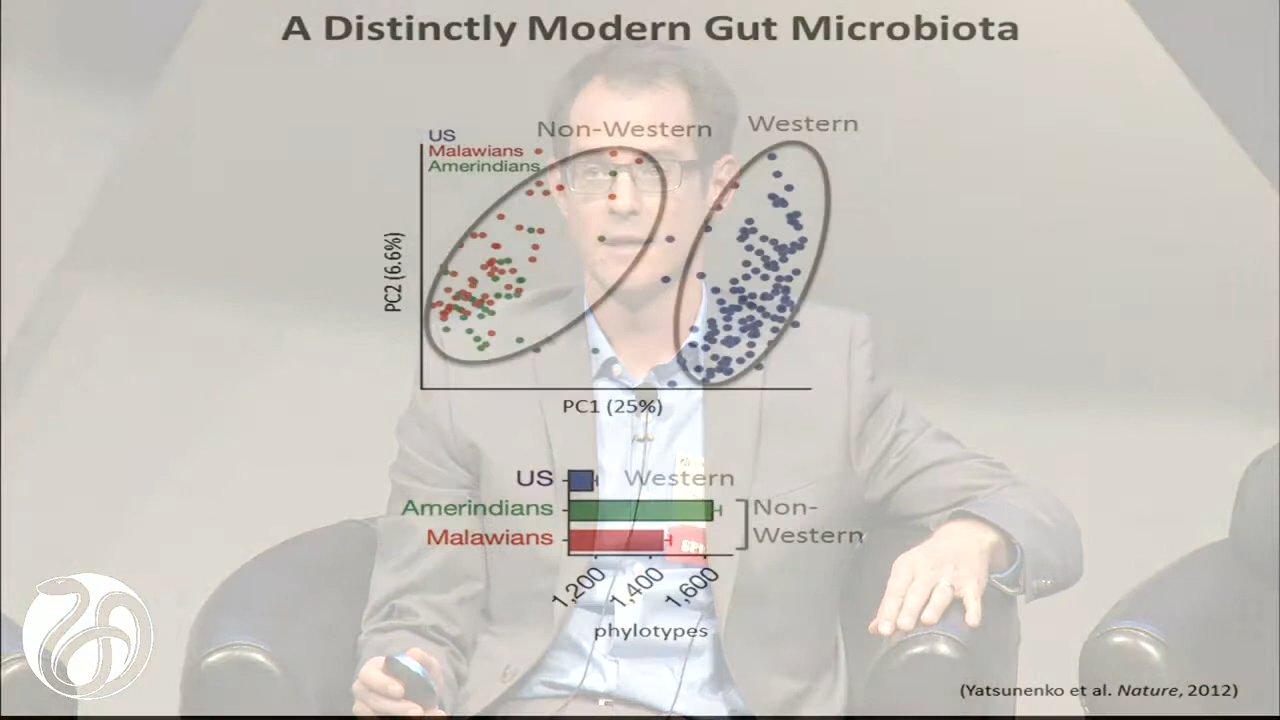 A Distinctly Modern Gut Microbiota
Non-Western
Western
US
Malawians
Amerindians
PC2 (6.6%)
PC1 (25%)
US
Western
Amerindians
Malawians
Non-
Western
1,200
1,400
1,600
phylotypes
(Yatsunenko et al. Nature, 2012)